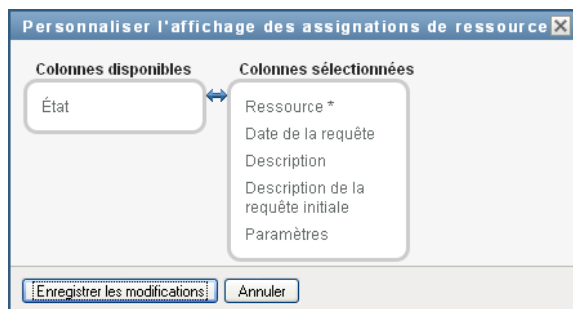 Personnaliser l'affichage des assignations de ressource
Colonnes disponibles
Colonnes sélectionnées
État
Ressource *
Date de la requête
Description
Description de la
requête initiale
Paramètres
Enregistrer les modifications
Annuler